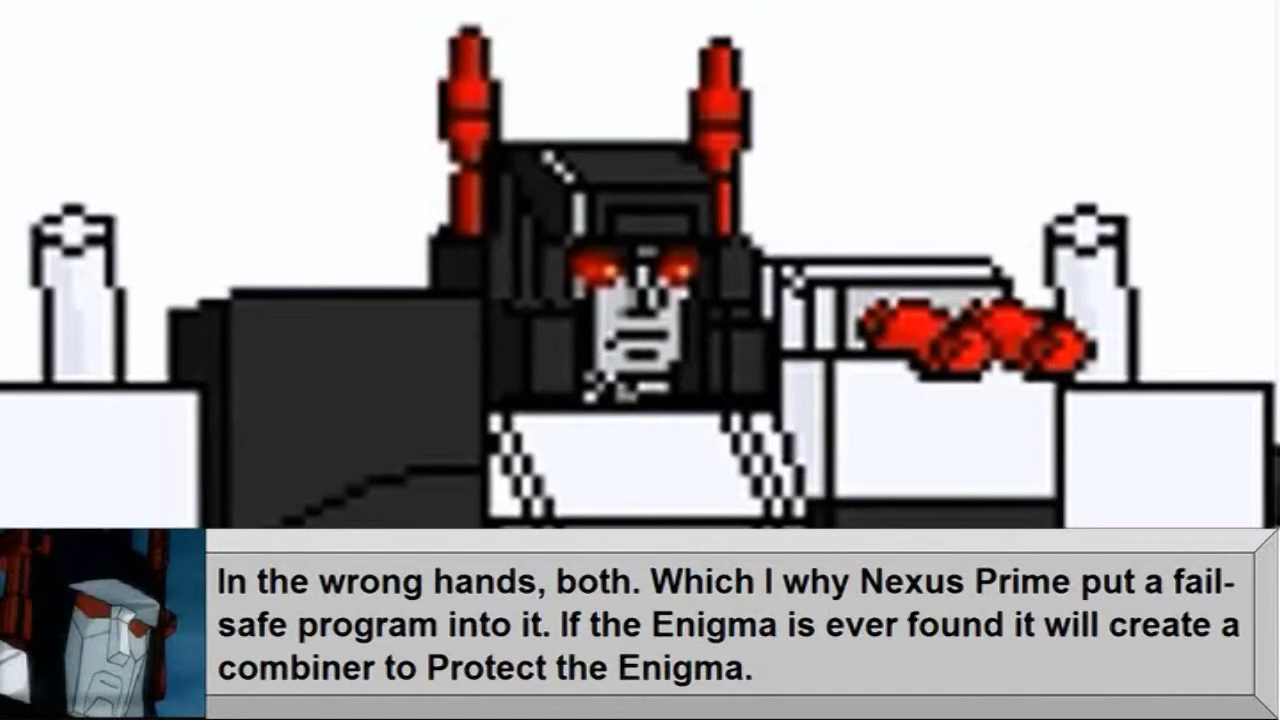 In the wrong hands, both. Which I why Nexus Prime put a fail-
safe program into it. If the Enigma is ever found it will create a
combiner to Protect the Enigma.